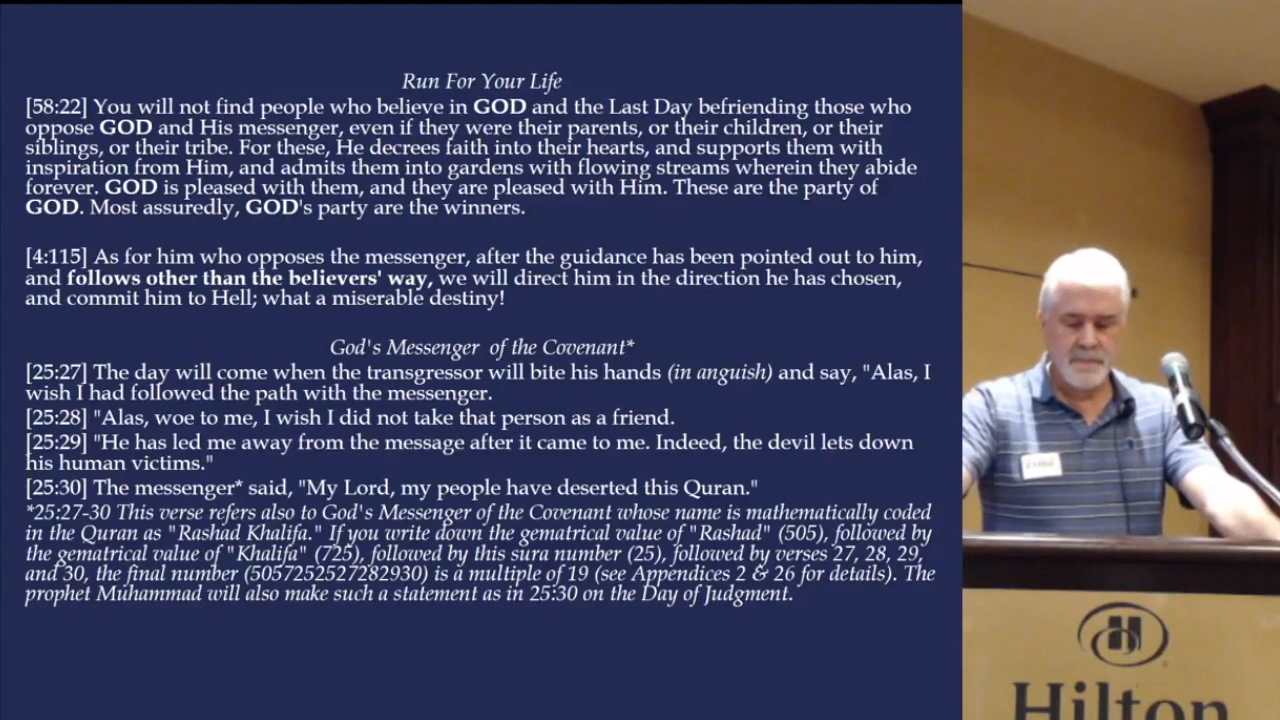 Run For Your Life
[58:22] You will not find people who believe in GOD and the Last Day befriending those who
oppose GOD and His messenger, even if they were their parents, or their children, or their
siblings, or their tribe. For these, He decrees faith into their hearts, and supports them with
inspiration from Him, and admits them into gardens with flowing streams wherein they abide
forever. GOD is pleased with them, and they are pleased with Him. These are the party of
GOD. Most assuredly, GOD's party are the winners.
[4:115] As for him who opposes the messenger, after the guidance has been pointed out to him,
and follows other than the believers' way, we will direct him in the direction he has chosen,
and commit him to Hell; what a miserable destiny!
God's Messenger of the Covenant*
[25:27] The day will come when the transgressor will bite his hands (in anguish) and say, "Alas, I
wish I had followed the path with the messenger.
[25:28] "Alas, woe to me, I wish I did not take that person as a friend.
[25:29] "He has led me away from the message after it came to me. Indeed, the devil lets down
his human victims."
[25:30] The messenger* said, "My Lord, my people have deserted this Quran."
*25:27-30 This verse refers also to God's Messenger of the Covenant whose name is mathematically coded
in the Quran as "Rashad Khalifa." If you write down the gematrical value of "Rashad" (505), followed by
the gematrical value of "Khalifa" (725), followed by this sura number (25), followed by verses 27, 28, 29,
and 30, the final number (5057252527282930) is a multiple of 19 (see Appendices 2 & 26 for details). The
prophet Muhammad will also make such a statement as in 25:30 on the Day of Judgment.
Hilton